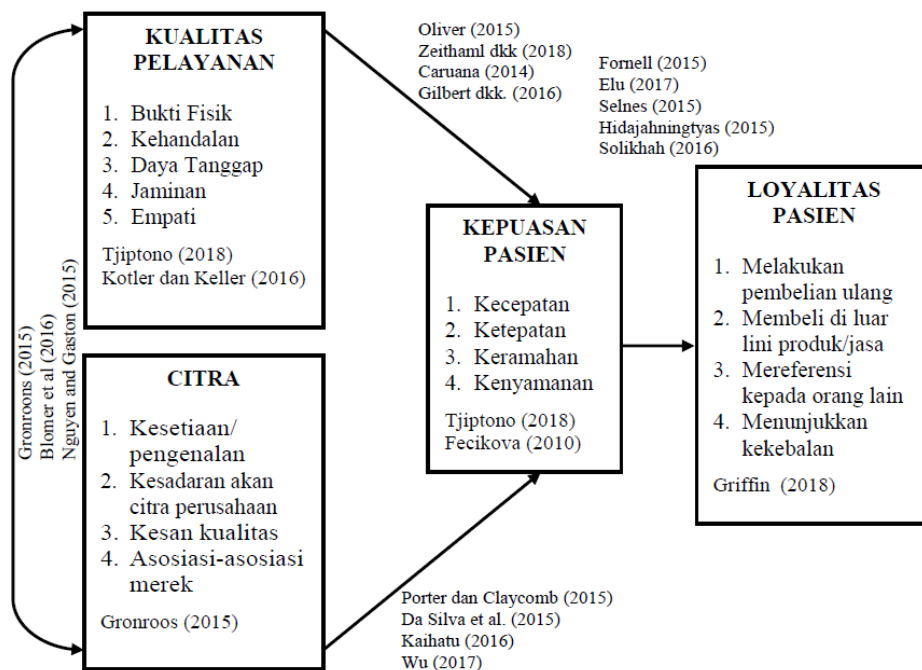 KUALITAS
PELAYANAN
1. Bukti Fisik
2. Kehandalan
3. Daya Tanggap
4. Jaminan
5. Empati
Tjiptono (2018)
Kotler dan Keller (2016)
Gronroons (2015)
Blomer et al (2016)
Nguyen and Gaston (2015)
CITRA
1. Kesetiaan/
pengenalan
2. Kesadaran akan
citra perusahaan
3. Kesan kualitas
4. Asosiasi-asosiasi
merek
Gronroos (2015)
Oliver (2015)
Zeithaml dkk (2018)
Caruana (2014)
Gilbert dkk. (2016)
KEPUASAN
PASIEN
1. Kecepatan
2. Ketepatan
3. Keramahan
4. Kenyamanan
Tjiptono (2018)
Fecikova (2010)
Porter dan Claycomb (2015)
Da Silva et al. (2015)
Kaihatu (2016)
Wu (2017)
Fornell (2015)
Elu (2017)
Selnes (2015)
Hidajahningtyas (2015)
Solikhah (2016)
LOYALITAS
PASIEN
1. Melakukan
pembelian ulang
2. Membeli di luar
lini produk/jasa
3. Mereferensi
kepada orang lain
4. Menunjukkan
kekebalan
Griffin (2018)